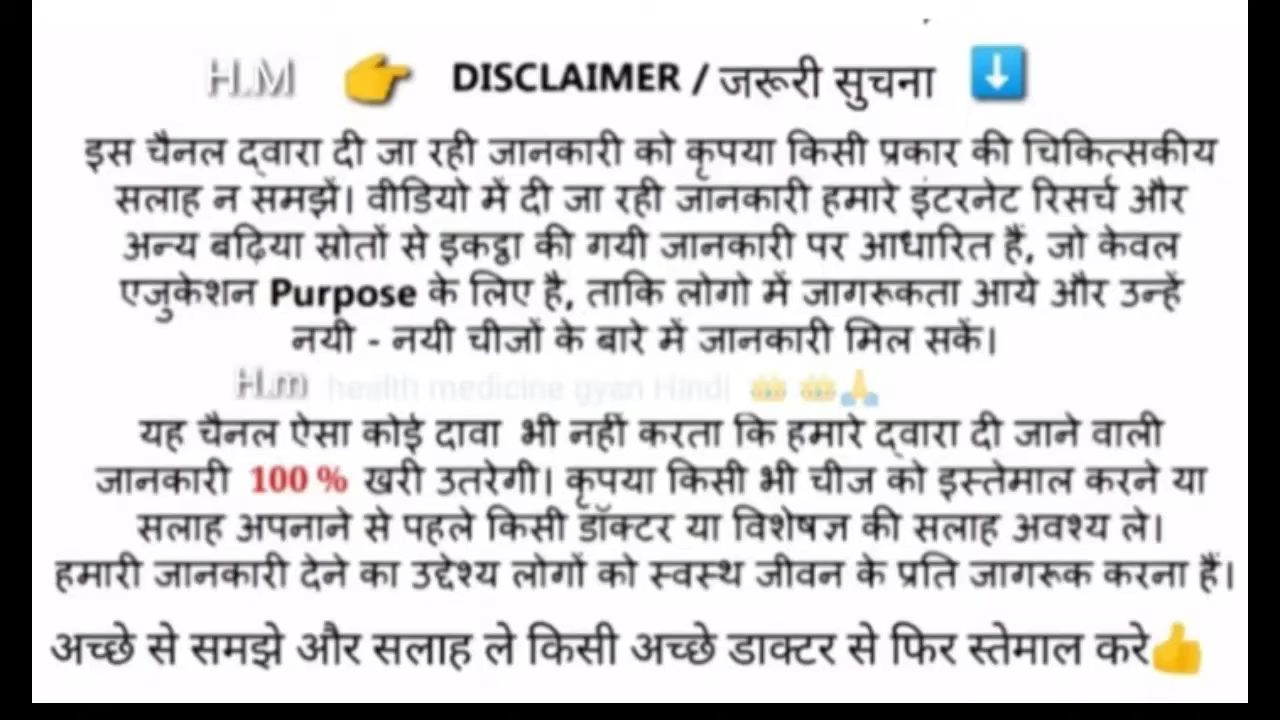 H.M 👉 DISCLAIMER / जरूरी सुचना ⬇️
इस चैनल द्वारा दी जा रही जानकारी को कृपया किसी प्रकार की चिकित्सकीय
सलाह न समझें। वीडियो में दी जा रही जानकारी हमारे इंटरनेट रिसर्च और
अन्य बढ़िया स्रोतों से इकट्ठा की गयी जानकारी पर आधारित हैं, जो केवल
एजुकेशन Purpose के लिए है, ताकि लोगो में जागरूकता आये और उन्हें
नयी - नयी चीजों के बारे में जानकारी मिल सकें।
H.m health medicine gyan Hindi 👑 👑🙏
यह चैनल ऐसा कोई दावा भी नहीं करता कि हमारे द्वारा दी जाने वाली
जानकारी 100 % खरी उतरेगी। कृपया किसी भी चीज को इस्तेमाल करने या
सलाह अपनाने से पहले किसी डॉक्टर या विशेषज्ञ की सलाह अवश्य ले।
हमारी जानकारी देने का उद्देश्य लोगों को स्वस्थ जीवन के प्रति जागरूक करना हैं।
अच्छे से समझे और सलाह ले किसी अच्छे डाक्टर से फिर स्तेमाल करे👍